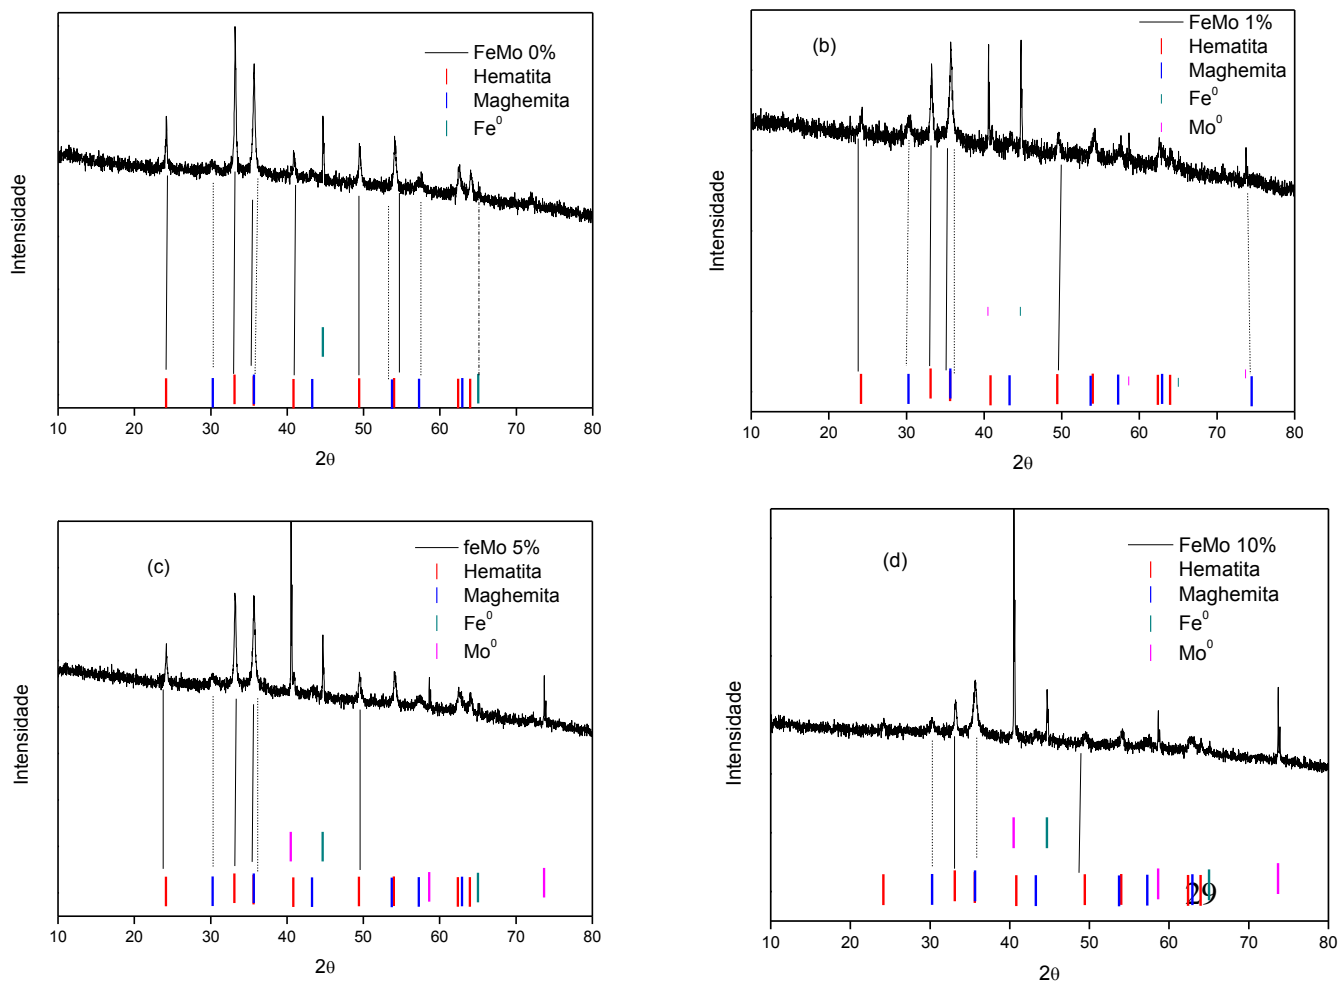 FeMo 0%
Hematita
Maghemita
Fe0
Intensidade
10 20 30 40 50 60 70 80
2θ
(b)
FeMo 1%
Hematita
Maghemita
Fe0
Mo0
Intensidade
10 20 30 40 50 60 70 80
2θ
(c)
feMo 5%
Hematita
Maghemita
Fe0
Mo0
Intensidade
10 20 30 40 50 60 70 80
2θ
(d)
FeMo 10%
Hematita
Maghemita
Fe0
Mo0
Intensidade
29
10 20 30 40 50 60 70 80
2θ